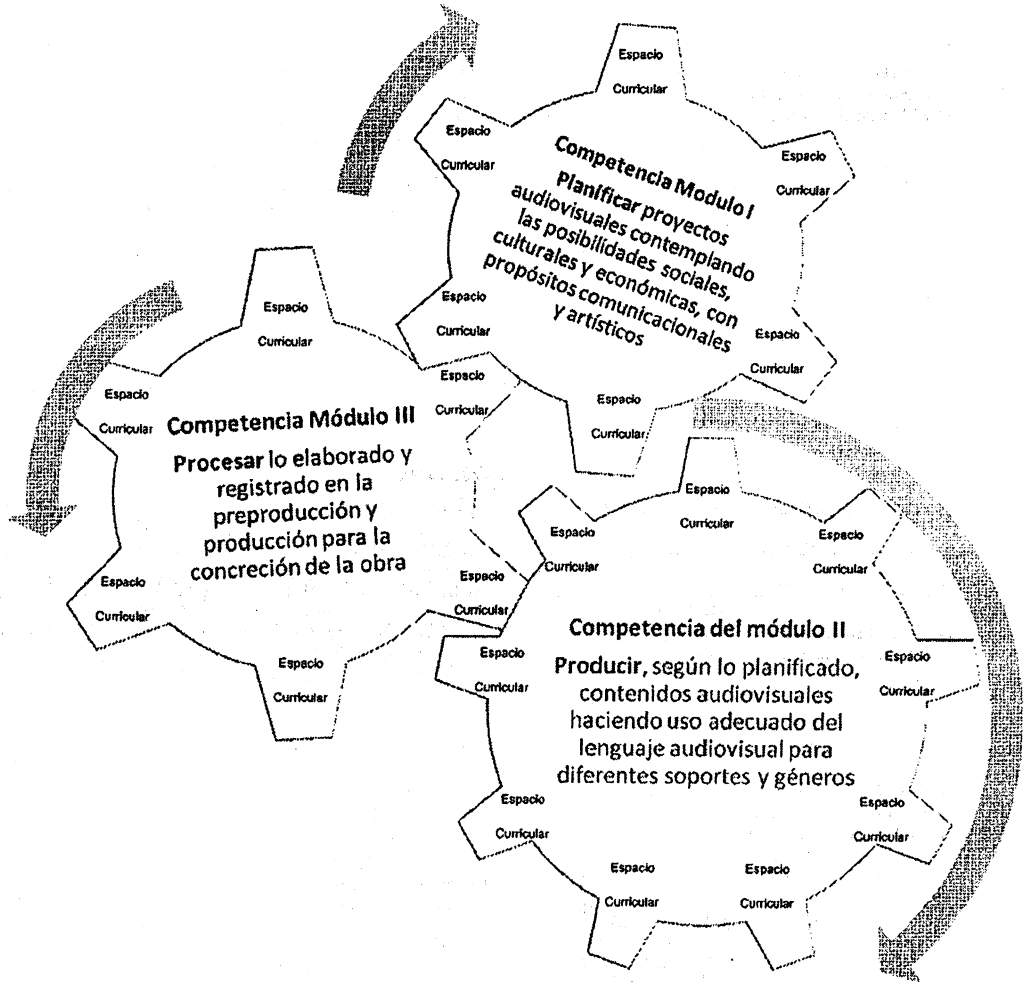 Espacio
Curricular
Espacio
Curricular
Espacio
Curricular
Competencia Modulo I
Planificar proyectos
audiovisuales contemplando
las posibilidades sociales,
culturales y económicas, con
propósitos comunicacionales
y artísticos
Espacio
Curricular
Espacio
Curricular
Espacio
Curricular
Espacio
Curricular
Espacio
Curricular
Espacio
Curricular
Competencia Módulo III
Procesar lo elaborado y
registrado en la
preproducción y
producción para la
concreción de la obra
Espacio
Curricular
Espacio
Curricular
Espacio
Curricular
Espacio
Curricular
Espacio
Curricular
Espacio
Curricular
Competencia del módulo II
Producir, según lo planificado,
contenidos audiovisuales
haciendo uso adecuado del
lenguaje audiovisual para
diferentes soportes y géneros
Espacio
Curricular
Espacio
Curricular
Espacio
Curricular
Espacio
Curricular
Espacio
Curricular
Espacio
Curricular